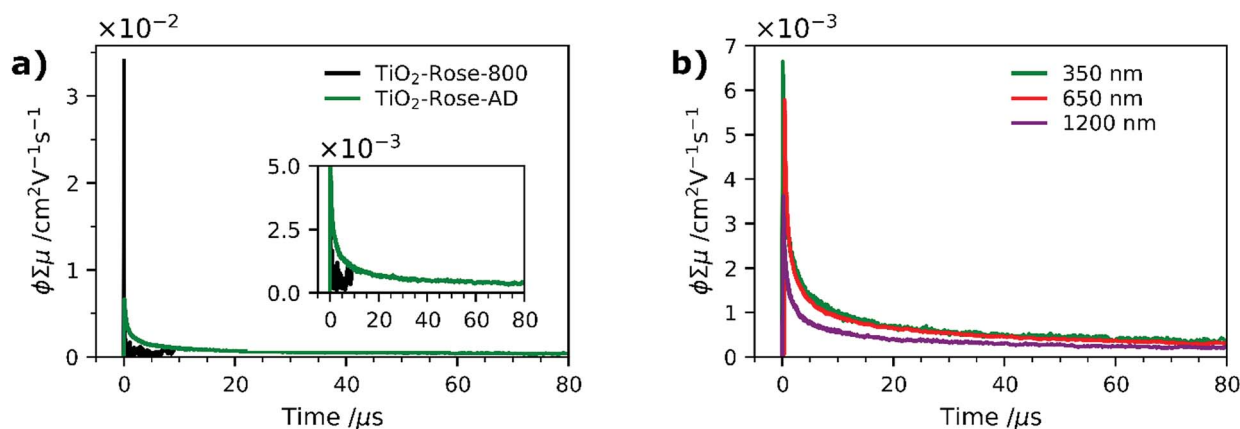 a)
×10⁻²
ϕΣμ /cm²V⁻¹s⁻¹
3
2
1
0
0 20 40 60 80
Time /μs
TiO₂-Rose-800
TiO₂-Rose-AD
×10⁻³
5.0
2.5
0.0
0 20 40 60 80
b)
×10⁻³
ϕΣμ /cm²V⁻¹s⁻¹
7
6
5
4
3
2
1
0
0 20 40 60 80
Time /μs
350 nm
650 nm
1200 nm